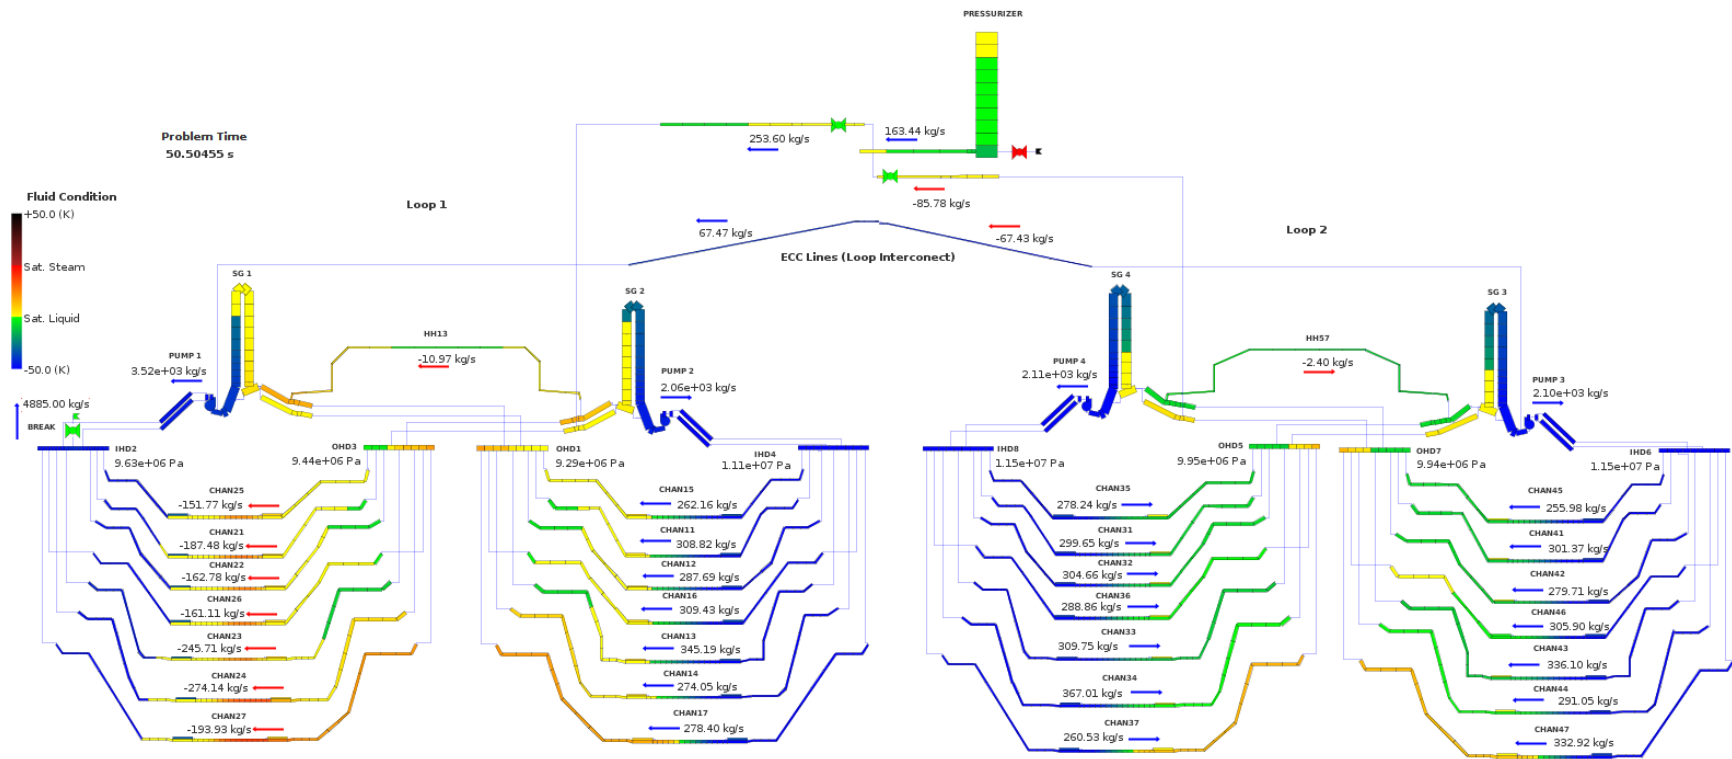 PRESSURIZER
Problem Time
50.50455 s
253.60 kg/s
163.44 kg/s
-85.78 kg/s
Fluid Condition
+50.0 (K)
Sat. Steam
Sat. Liquid
-50.0 (K)
Loop 1
67.47 kg/s
-67.43 kg/s
Loop 2
ECC Lines (Loop Interconect)
SG 1
SG 2
SG 4
SG 3
HH13
-10.97 kg/s
HH57
-2.40 kg/s
PUMP 1
3.52e+03 kg/s
PUMP 2
2.06e+03 kg/s
PUMP 4
2.11e+03 kg/s
PUMP 3
2.10e+03 kg/s
4885.00 kg/s
BREAK
IHD2
9.63e+06 Pa
OHD3
9.44e+06 Pa
OHD1
9.29e+06 Pa
IHD4
1.11e+07 Pa
IHD8
1.15e+07 Pa
OHD5
9.95e+06 Pa
OHD7
9.94e+06 Pa
IHD6
1.15e+07 Pa
CHAN25
-151.77 kg/s
CHAN21
-187.48 kg/s
CHAN22
-162.78 kg/s
CHAN26
-161.11 kg/s
CHAN23
-245.71 kg/s
CHAN24
-274.14 kg/s
CHAN27
-193.93 kg/s
CHAN15
262.16 kg/s
CHAN11
308.82 kg/s
CHAN12
287.69 kg/s
CHAN16
309.43 kg/s
CHAN13
345.19 kg/s
CHAN14
274.05 kg/s
CHAN17
278.40 kg/s
CHAN35
278.24 kg/s
CHAN31
299.65 kg/s
CHAN32
304.66 kg/s
CHAN36
288.86 kg/s
CHAN33
309.75 kg/s
CHAN34
367.01 kg/s
CHAN37
260.53 kg/s
CHAN45
255.98 kg/s
CHAN41
301.37 kg/s
CHAN42
279.71 kg/s
CHAN46
305.90 kg/s
CHAN43
336.10 kg/s
CHAN44
291.05 kg/s
CHAN47
332.92 kg/s